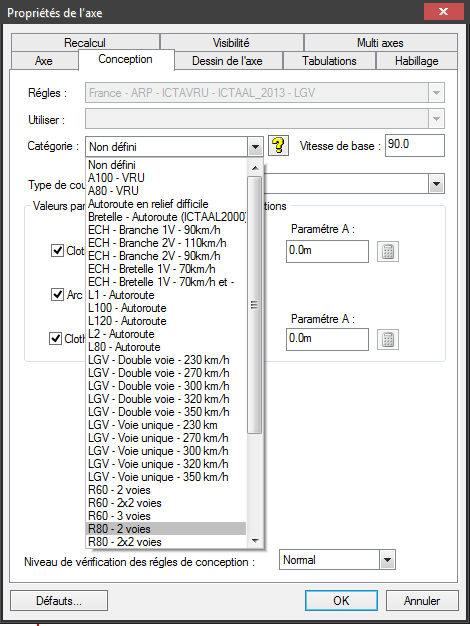 Propriétés de l'axe
Recalcul Visibilité Multi axes
Axe Conception Dessin de l'axe Tabulations Habillage
Régles : France - ARP - ICTAVRU - ICTAAL_2013 - LGV
Utiliser :
Catégorie : Non défini Vitesse de base : 90.0
Non défini
A100 - VRU
A80 - VRU
Autoroute en relief difficile
Bretelle - Autoroute (ICTAAL2000)
ECH - Branche 1V - 90km/h
ECH - Branche 2V - 110km/h
ECH - Branche 2V - 90km/h
ECH - Bretelle 1V - 70km/h
ECH - Bretelle 1V - 70km/h et -
L1 - Autoroute
L100 - Autoroute
L120 - Autoroute
L2 - Autoroute
L80 - Autoroute
LGV - Double voie - 230 km/h
LGV - Double voie - 270 km/h
LGV - Double voie - 300 km/h
LGV - Double voie - 320 km/h
LGV - Double voie - 350 km/h
LGV - Voie unique - 230 km
LGV - Voie unique - 270 km/h
LGV - Voie unique - 300 km/h
LGV - Voie unique - 320 km/h
LGV - Voie unique - 350 km/h
R60 - 2 voies
R60 - 2x2 voies
R60 - 3 voies
R80 - 2 voies
R80 - 2x2 voies
Type de cou
Valeurs par
tions
Paramétre A :
Clot
0.0m
Arc
Paramétre A :
Cloth
0.0m
Niveau de vérification des régles de conception : Normal
Défauts... OK Annuler